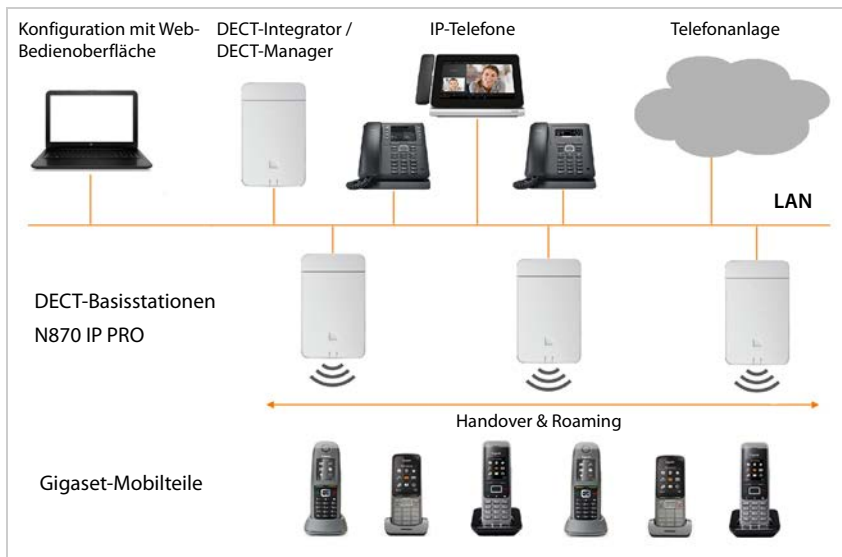 Konfiguration mit Web-
Bedienoberfläche
DECT-Integrator /
DECT-Manager
IP-Telefone
Telefonanlage
LAN
DECT-Basisstationen
N870 IP PRO
Handover & Roaming
Gigaset-Mobilteile